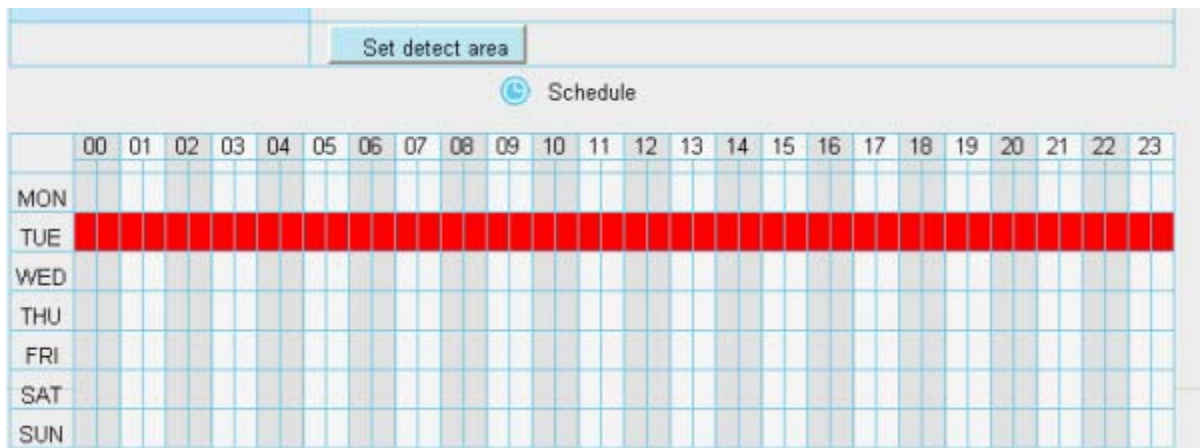 Set detect area
Schedule
00 01 02 03 04 05 06 07 08 09 10 11 12 13 14 15 16 17 18 19 20 21 22 23
MON
TUE
WED
THU
FRI
SAT
SUN